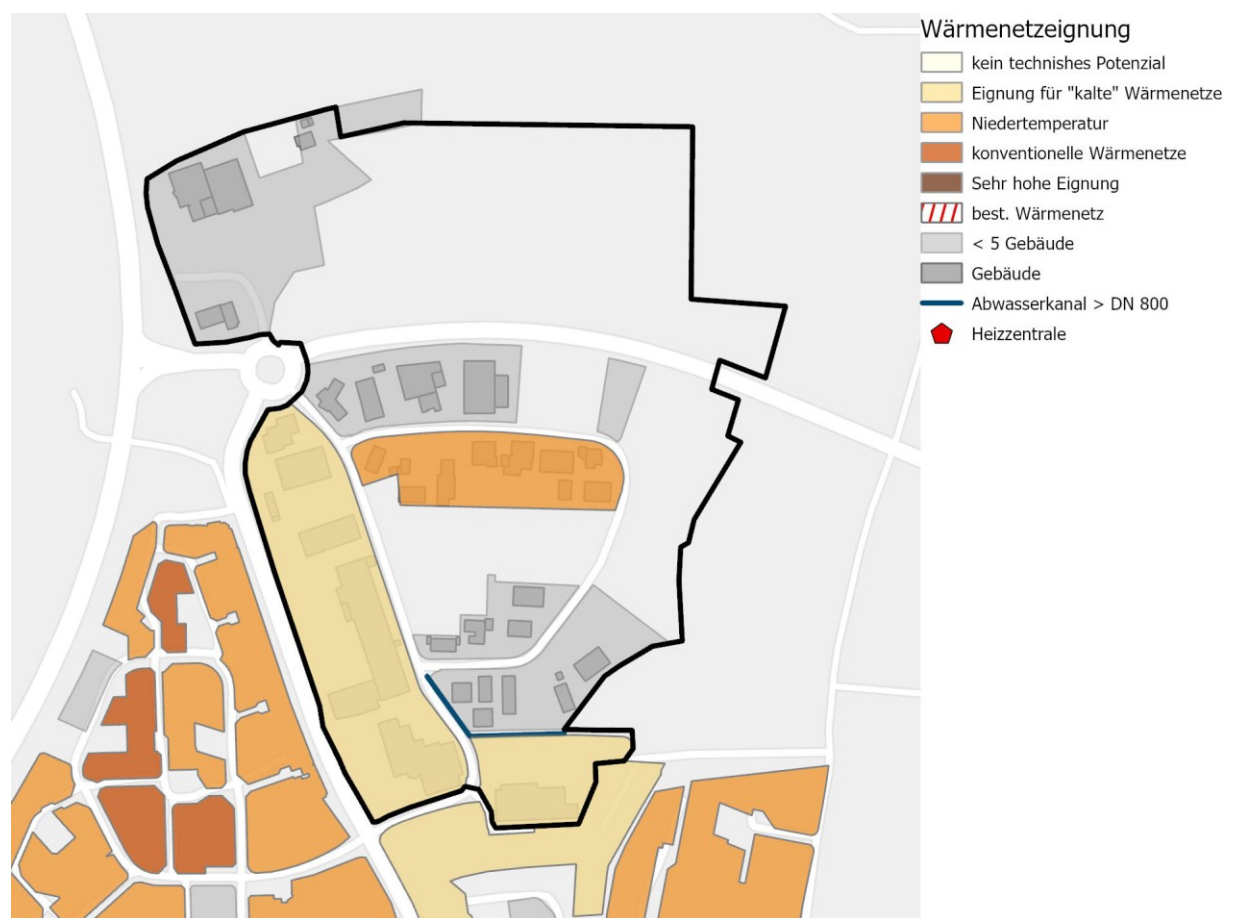 Wärmenetzeignung
kein technishes Potenzial
Eignung für "kalte" Wärmenetze
Niedertemperatur
konventionelle Wärmenetze
Sehr hohe Eignung
best. Wärmenetz
< 5 Gebäude
Gebäude
Abwasserkanal > DN 800
Heizzentrale